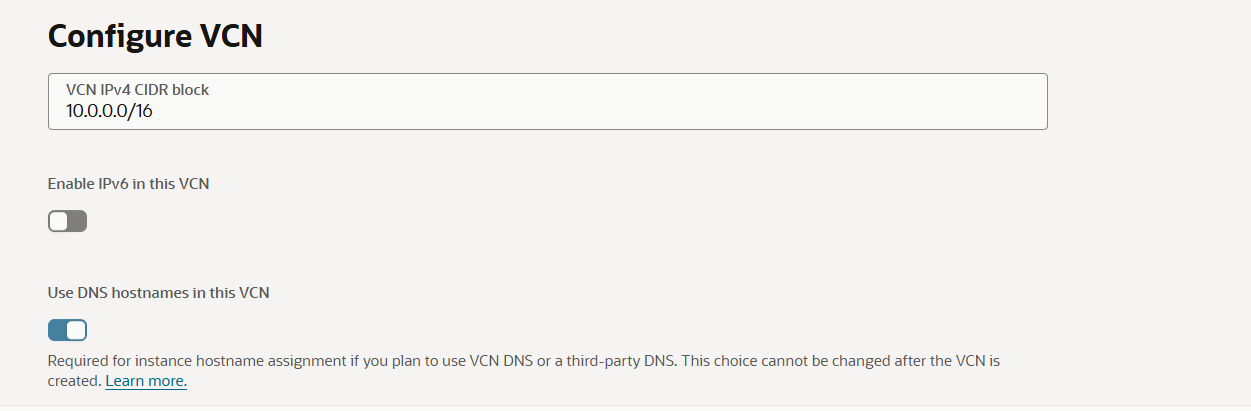 Configure VCN
VCN IPv4 CIDR block
10.0.0.0/16
Enable IPv6 in this VCN
Use DNS hostnames in this VCN
Required for instance hostname assignment if you plan to use VCN DNS or a third-party DNS. This choice cannot be changed after the VCN is
created. Learn more.